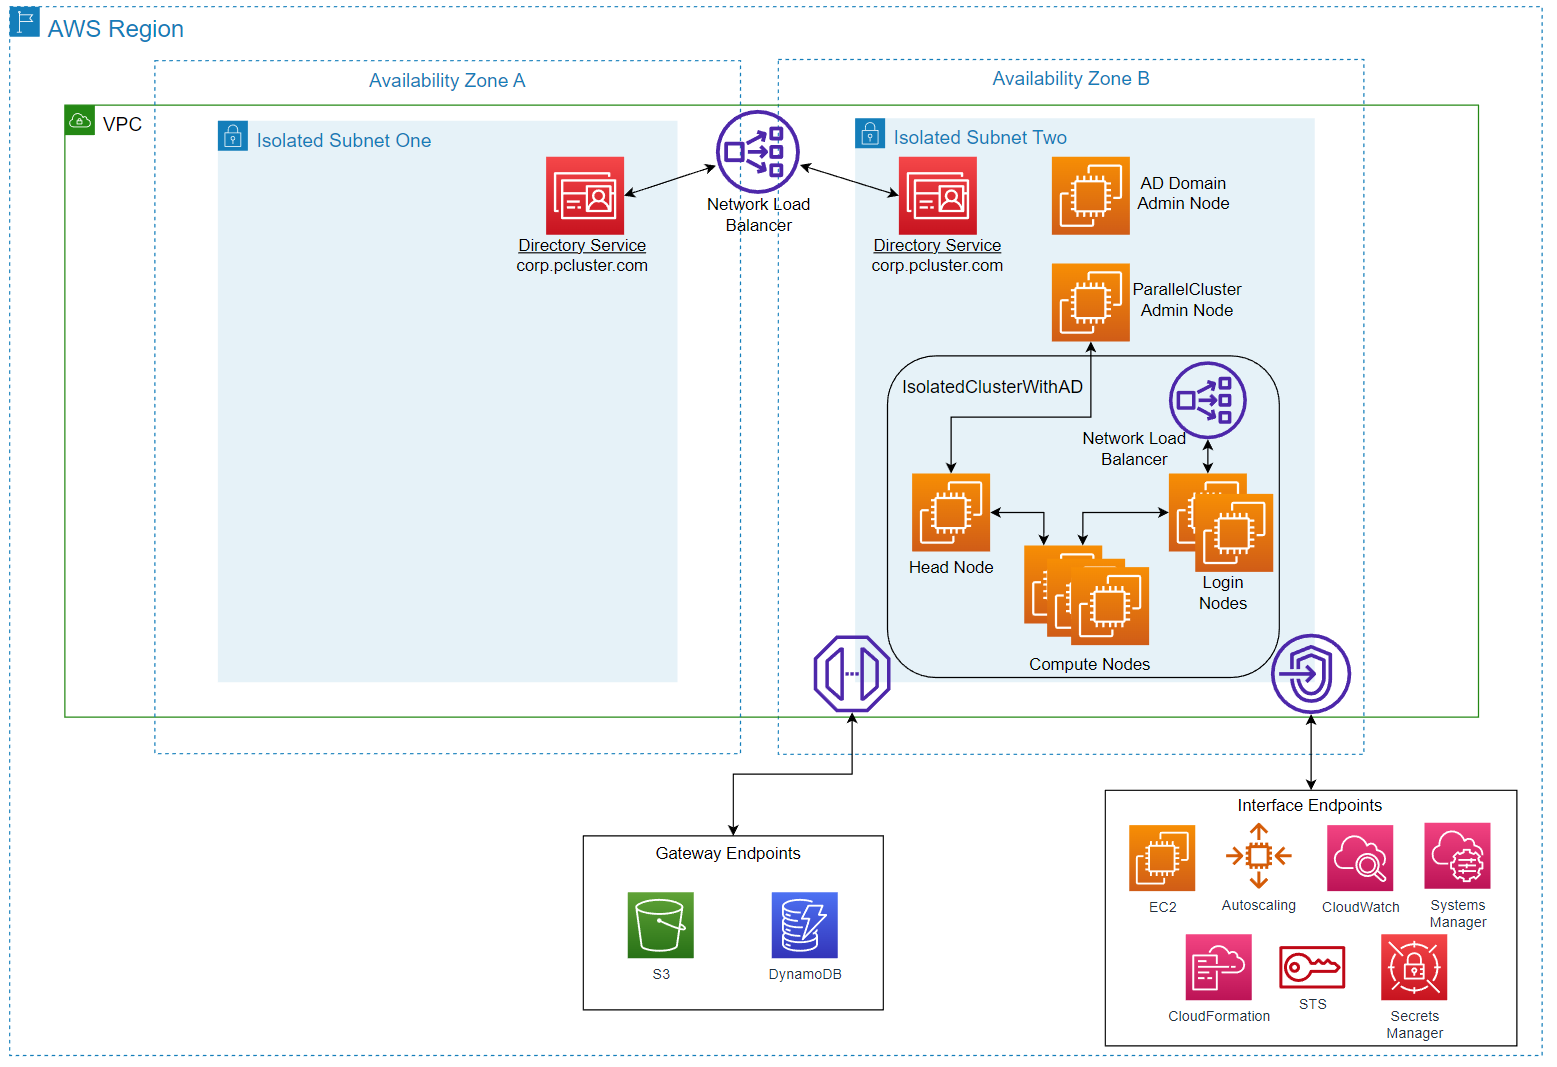 AWS Region
Availability Zone A
Availability Zone B
VPC
Isolated Subnet One
Isolated Subnet Two
Directory Service
corp.pcluster.com
Network Load
Balancer
Directory Service
corp.pcluster.com
AD Domain
Admin Node
ParallelCluster
Admin Node
IsolatedClusterWithAD
Network Load
Balancer
Head Node
Login
Nodes
Compute Nodes
Gateway Endpoints
S3
DynamoDB
Interface Endpoints
EC2
Autoscaling
CloudWatch
Systems
Manager
CloudFormation
STS
Secrets
Manager